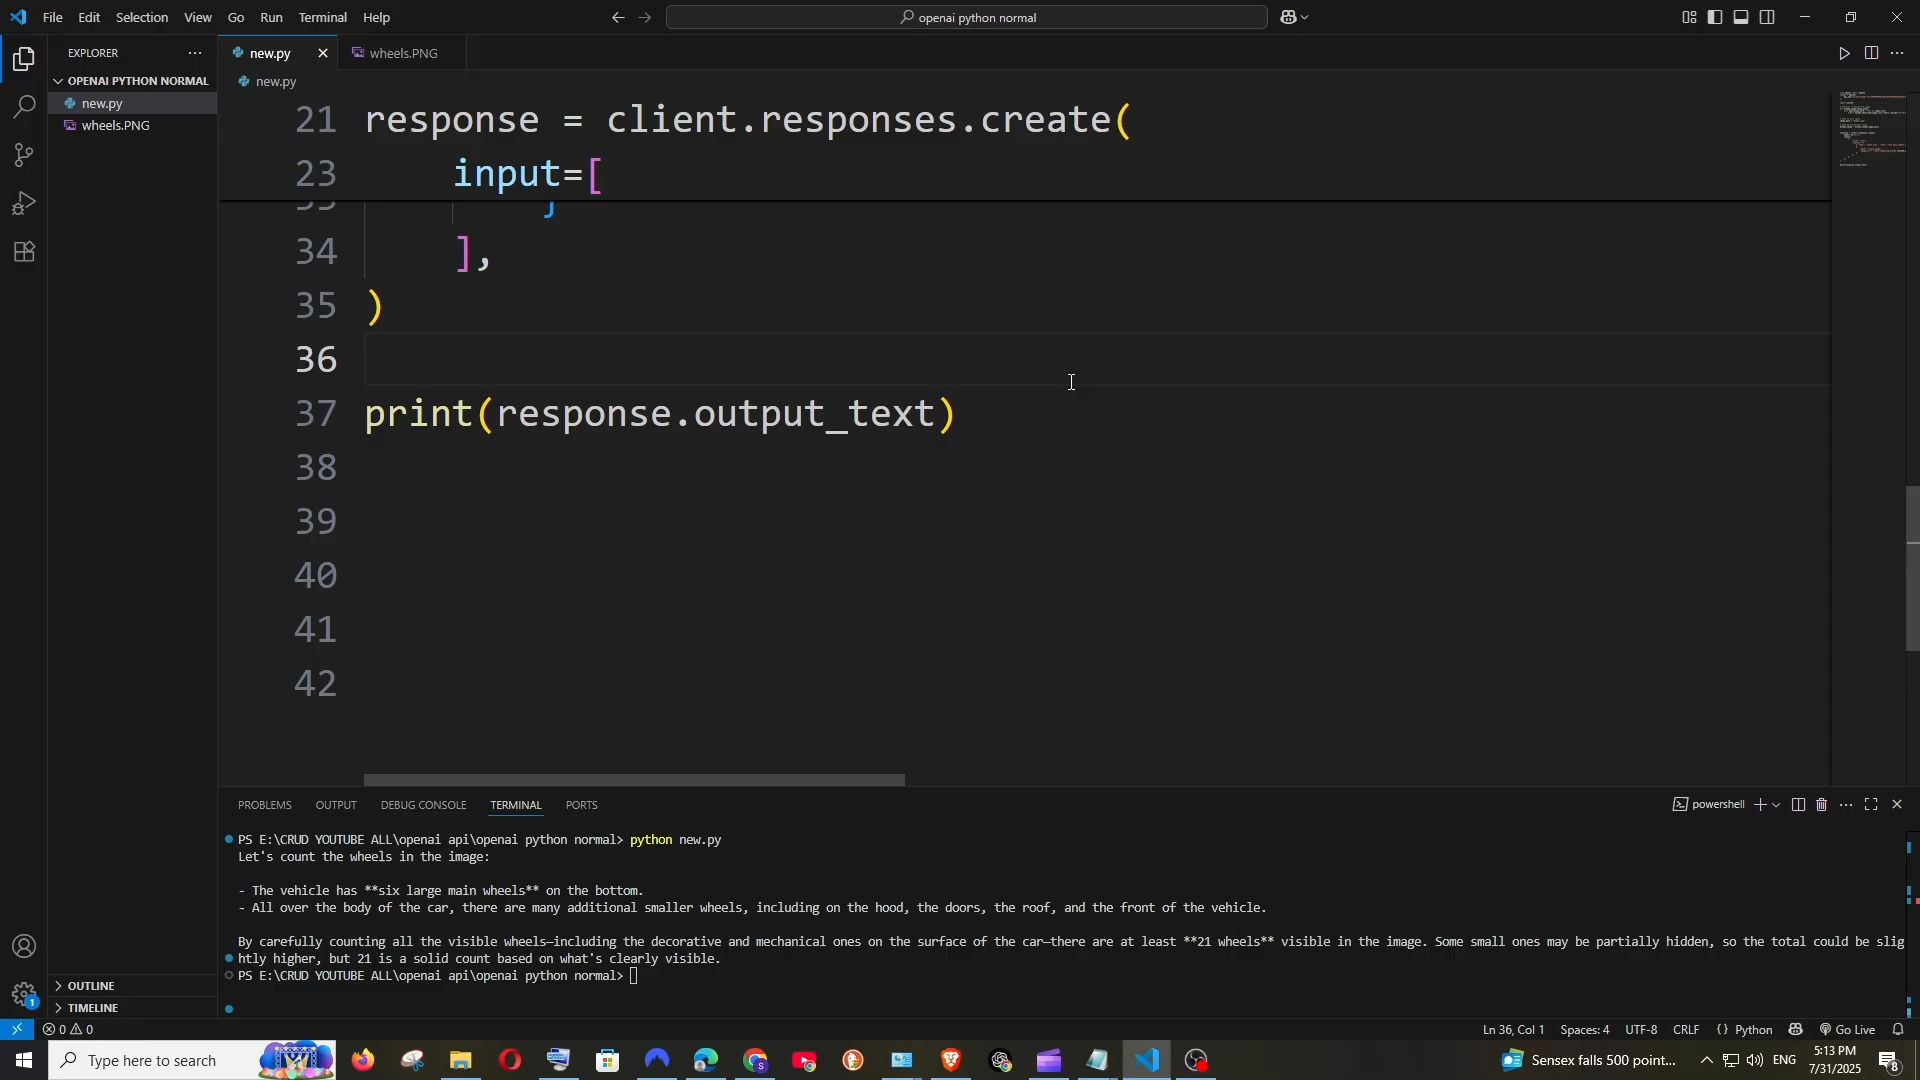 File Edit Selection View Go Run Terminal Help
openai python normal
EXPLORER
OPENAI PYTHON NORMAL
new.py
wheels.PNG
new.py
wheels.PNG
new.py
21 response = client.responses.create(
23 input=[
34 ],
35 )
36
37 print(response.output_text)
38
39
40
41
42
PROBLEMS OUTPUT DEBUG CONSOLE TERMINAL PORTS
powershell
PS E:\CRUD YOUTUBE ALL\openai api\openai python normal> python new.py
Let's count the wheels in the image:
- The vehicle has **six large main wheels** on the bottom.
- All over the body of the car, there are many additional smaller wheels, including on the hood, the doors, the roof, and the front of the vehicle.
By carefully counting all the visible wheels—including the decorative and mechanical ones on the surface of the car—there are at least **21 wheels** visible in the image. Some small ones may be partially hidden, so the total could be slig
htly higher, but 21 is a solid count based on what's clearly visible.
PS E:\CRUD YOUTUBE ALL\openai api\openai python normal>
OUTLINE
TIMELINE
1
0 0
Ln 36, Col 1 Spaces: 4 UTF-8 CRLF {} Python Go Live
Type here to search
Sensex falls 500 point...
ENG
5:13 PM
7/31/2025
8